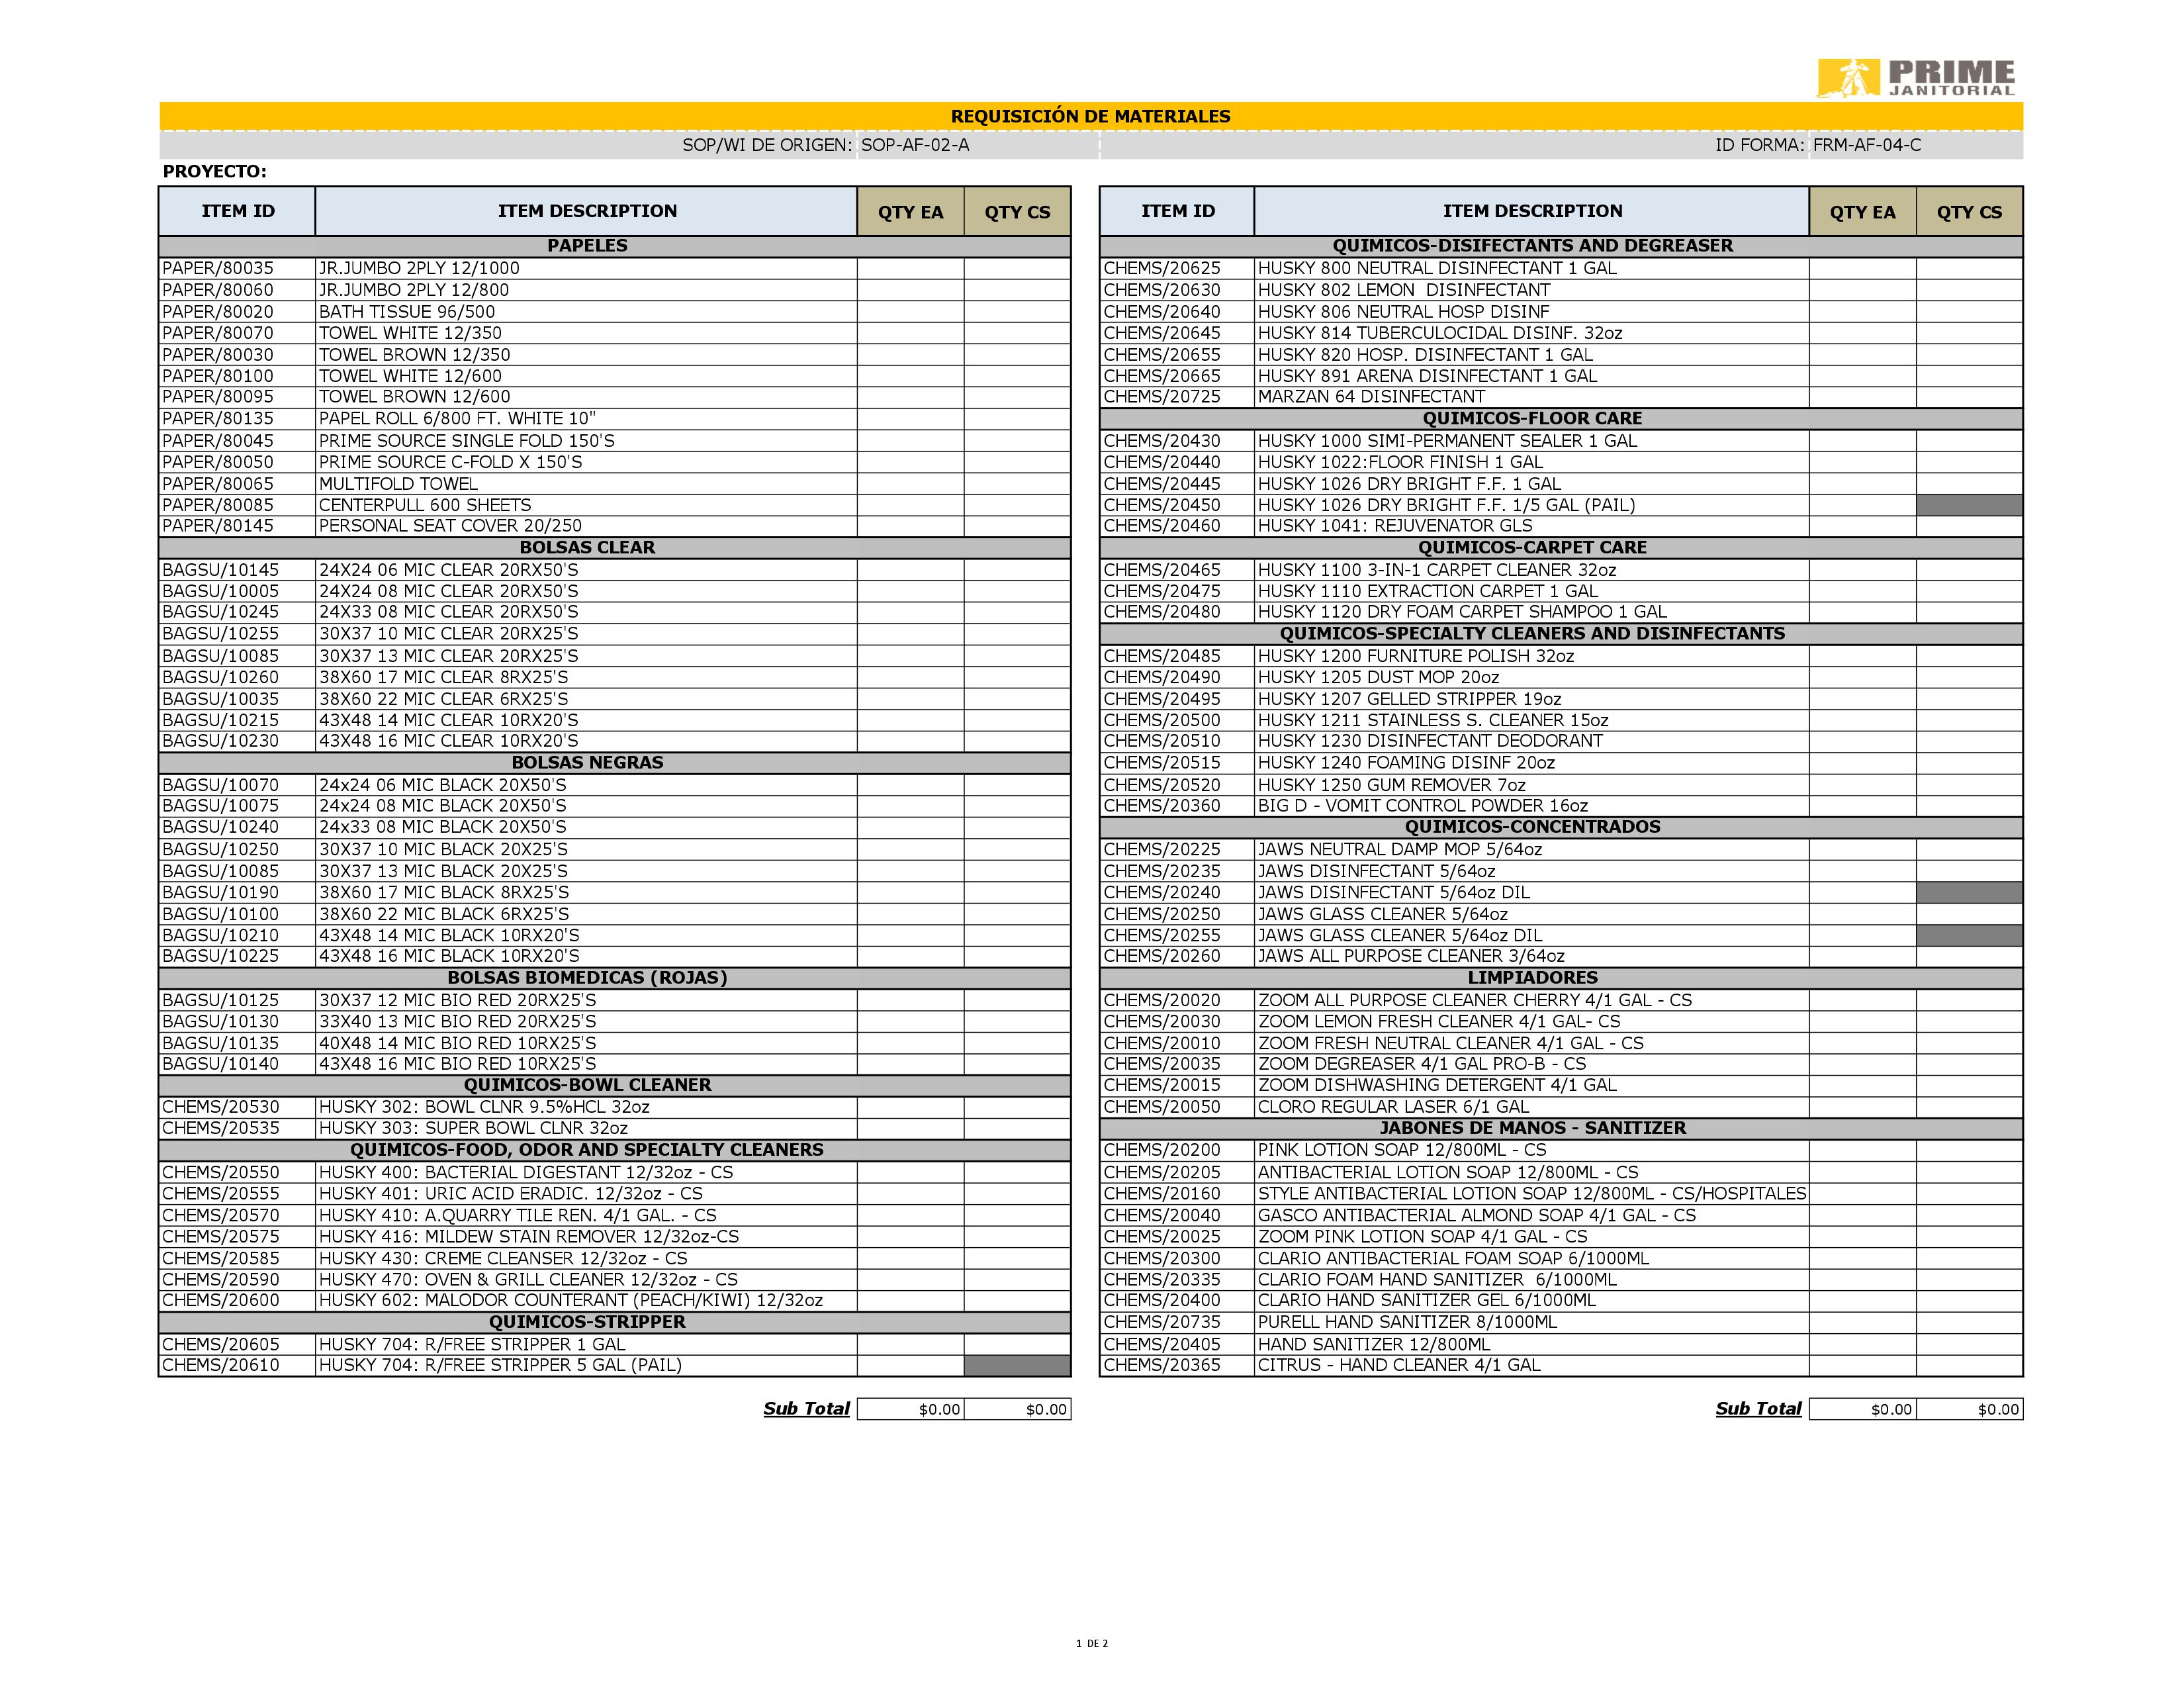 PRIME
JANITORIAL
REQUISICIÓN DE MATERIALES
SOP/WI DE ORIGEN: SOP-AF-02-A ID FORMA: FRM-AF-04-C
PROYECTO:
ITEM ID ITEM DESCRIPTION QTY EA QTY CS
PAPELES
PAPER/80035 JR.JUMBO 2PLY 12/1000
PAPER/80060 JR.JUMBO 2PLY 12/800
PAPER/80020 BATH TISSUE 96/500
PAPER/80070 TOWEL WHITE 12/350
PAPER/80030 TOWEL BROWN 12/350
PAPER/80100 TOWEL WHITE 12/600
PAPER/80095 TOWEL BROWN 12/600
PAPER/80135 PAPEL ROLL 6/800 FT. WHITE 10"
PAPER/80045 PRIME SOURCE SINGLE FOLD 150'S
PAPER/80050 PRIME SOURCE C-FOLD X 150'S
PAPER/80065 MULTIFOLD TOWEL
PAPER/80085 CENTERPULL 600 SHEETS
PAPER/80145 PERSONAL SEAT COVER 20/250
BOLSAS CLEAR
BAGSU/10145 24X24 06 MIC CLEAR 20RX50'S
BAGSU/10005 24X24 08 MIC CLEAR 20RX50'S
BAGSU/10245 24X33 08 MIC CLEAR 20RX50'S
BAGSU/10255 30X37 10 MIC CLEAR 20RX25'S
BAGSU/10085 30X37 13 MIC CLEAR 20RX25'S
BAGSU/10260 38X60 17 MIC CLEAR 8RX25'S
BAGSU/10035 38X60 22 MIC CLEAR 6RX25'S
BAGSU/10215 43X48 14 MIC CLEAR 10RX20'S
BAGSU/10230 43X48 16 MIC CLEAR 10RX20'S
BOLSAS NEGRAS
BAGSU/10070 24x24 06 MIC BLACK 20X50'S
BAGSU/10075 24x24 08 MIC BLACK 20X50'S
BAGSU/10240 24x33 08 MIC BLACK 20X50'S
BAGSU/10250 30X37 10 MIC BLACK 20X25'S
BAGSU/10085 30X37 13 MIC BLACK 20X25'S
BAGSU/10190 38X60 17 MIC BLACK 8RX25'S
BAGSU/10100 38X60 22 MIC BLACK 6RX25'S
BAGSU/10210 43X48 14 MIC BLACK 10RX20'S
BAGSU/10225 43X48 16 MIC BLACK 10RX20'S
BOLSAS BIOMEDICAS (ROJAS)
BAGSU/10125 30X37 12 MIC BIO RED 20RX25'S
BAGSU/10130 33X40 13 MIC BIO RED 20RX25'S
BAGSU/10135 40X48 14 MIC BIO RED 10RX25'S
BAGSU/10140 43X48 16 MIC BIO RED 10RX25'S
QUIMICOS-BOWL CLEANER
CHEMS/20530 HUSKY 302: BOWL CLNR 9.5%HCL 32oz
CHEMS/20535 HUSKY 303: SUPER BOWL CLNR 32oz
QUIMICOS-FOOD, ODOR AND SPECIALTY CLEANERS
CHEMS/20550 HUSKY 400: BACTERIAL DIGESTANT 12/32oz - CS
CHEMS/20555 HUSKY 401: URIC ACID ERADIC. 12/32oz - CS
CHEMS/20570 HUSKY 410: A.QUARRY TILE REN. 4/1 GAL. - CS
CHEMS/20575 HUSKY 416: MILDEW STAIN REMOVER 12/32oz-CS
CHEMS/20585 HUSKY 430: CREME CLEANSER 12/32oz - CS
CHEMS/20590 HUSKY 470: OVEN & GRILL CLEANER 12/32oz - CS
CHEMS/20600 HUSKY 602: MALODOR COUNTERANT (PEACH/KIWI) 12/32oz
QUIMICOS-STRIPPER
CHEMS/20605 HUSKY 704: R/FREE STRIPPER 1 GAL
CHEMS/20610 HUSKY 704: R/FREE STRIPPER 5 GAL (PAIL)
Sub Total $0.00 $0.00
ITEM ID ITEM DESCRIPTION QTY EA QTY CS
QUIMICOS-DISIFECTANTS AND DEGREASER
CHEMS/20625 HUSKY 800 NEUTRAL DISINFECTANT 1 GAL
CHEMS/20630 HUSKY 802 LEMON DISINFECTANT
CHEMS/20640 HUSKY 806 NEUTRAL HOSP DISINF
CHEMS/20645 HUSKY 814 TUBERCULOCIDAL DISINF. 32oz
CHEMS/20655 HUSKY 820 HOSP. DISINFECTANT 1 GAL
CHEMS/20665 HUSKY 891 ARENA DISINFECTANT 1 GAL
CHEMS/20725 MARZAN 64 DISINFECTANT
QUIMICOS-FLOOR CARE
CHEMS/20430 HUSKY 1000 SIMI-PERMANENT SEALER 1 GAL
CHEMS/20440 HUSKY 1022:FLOOR FINISH 1 GAL
CHEMS/20445 HUSKY 1026 DRY BRIGHT F.F. 1 GAL
CHEMS/20450 HUSKY 1026 DRY BRIGHT F.F. 1/5 GAL (PAIL)
CHEMS/20460 HUSKY 1041: REJUVENATOR GLS
QUIMICOS-CARPET CARE
CHEMS/20465 HUSKY 1100 3-IN-1 CARPET CLEANER 32oz
CHEMS/20475 HUSKY 1110 EXTRACTION CARPET 1 GAL
CHEMS/20480 HUSKY 1120 DRY FOAM CARPET SHAMPOO 1 GAL
QUIMICOS-SPECIALTY CLEANERS AND DISINFECTANTS
CHEMS/20485 HUSKY 1200 FURNITURE POLISH 32oz
CHEMS/20490 HUSKY 1205 DUST MOP 20oz
CHEMS/20495 HUSKY 1207 GELLED STRIPPER 19oz
CHEMS/20500 HUSKY 1211 STAINLESS S. CLEANER 15oz
CHEMS/20510 HUSKY 1230 DISINFECTANT DEODORANT
CHEMS/20515 HUSKY 1240 FOAMING DISINF 20oz
CHEMS/20520 HUSKY 1250 GUM REMOVER 7oz
CHEMS/20360 BIG D - VOMIT CONTROL POWDER 16oz
QUIMICOS-CONCENTRADOS
CHEMS/20225 JAWS NEUTRAL DAMP MOP 5/64oz
CHEMS/20235 JAWS DISINFECTANT 5/64oz
CHEMS/20240 JAWS DISINFECTANT 5/64oz DIL
CHEMS/20250 JAWS GLASS CLEANER 5/64oz
CHEMS/20255 JAWS GLASS CLEANER 5/64oz DIL
CHEMS/20260 JAWS ALL PURPOSE CLEANER 3/64oz
LIMPIADORES
CHEMS/20020 ZOOM ALL PURPOSE CLEANER CHERRY 4/1 GAL - CS
CHEMS/20030 ZOOM LEMON FRESH CLEANER 4/1 GAL- CS
CHEMS/20010 ZOOM FRESH NEUTRAL CLEANER 4/1 GAL - CS
CHEMS/20035 ZOOM DEGREASER 4/1 GAL PRO-B - CS
CHEMS/20015 ZOOM DISHWASHING DETERGENT 4/1 GAL
CHEMS/20050 CLORO REGULAR LASER 6/1 GAL
JABONES DE MANOS - SANITIZER
CHEMS/20200 PINK LOTION SOAP 12/800ML - CS
CHEMS/20205 ANTIBACTERIAL LOTION SOAP 12/800ML - CS
CHEMS/20160 STYLE ANTIBACTERIAL LOTION SOAP 12/800ML - CS/HOSPITALES
CHEMS/20040 GASCO ANTIBACTERIAL ALMOND SOAP 4/1 GAL - CS
CHEMS/20025 ZOOM PINK LOTION SOAP 4/1 GAL - CS
CHEMS/20300 CLARIO ANTIBACTERIAL FOAM SOAP 6/1000ML
CHEMS/20335 CLARIO FOAM HAND SANITIZER 6/1000ML
CHEMS/20400 CLARIO HAND SANITIZER GEL 6/1000ML
CHEMS/20735 PURELL HAND SANITIZER 8/1000ML
CHEMS/20405 HAND SANITIZER 12/800ML
CHEMS/20365 CITRUS - HAND CLEANER 4/1 GAL
Sub Total $0.00 $0.00
1 DE 2